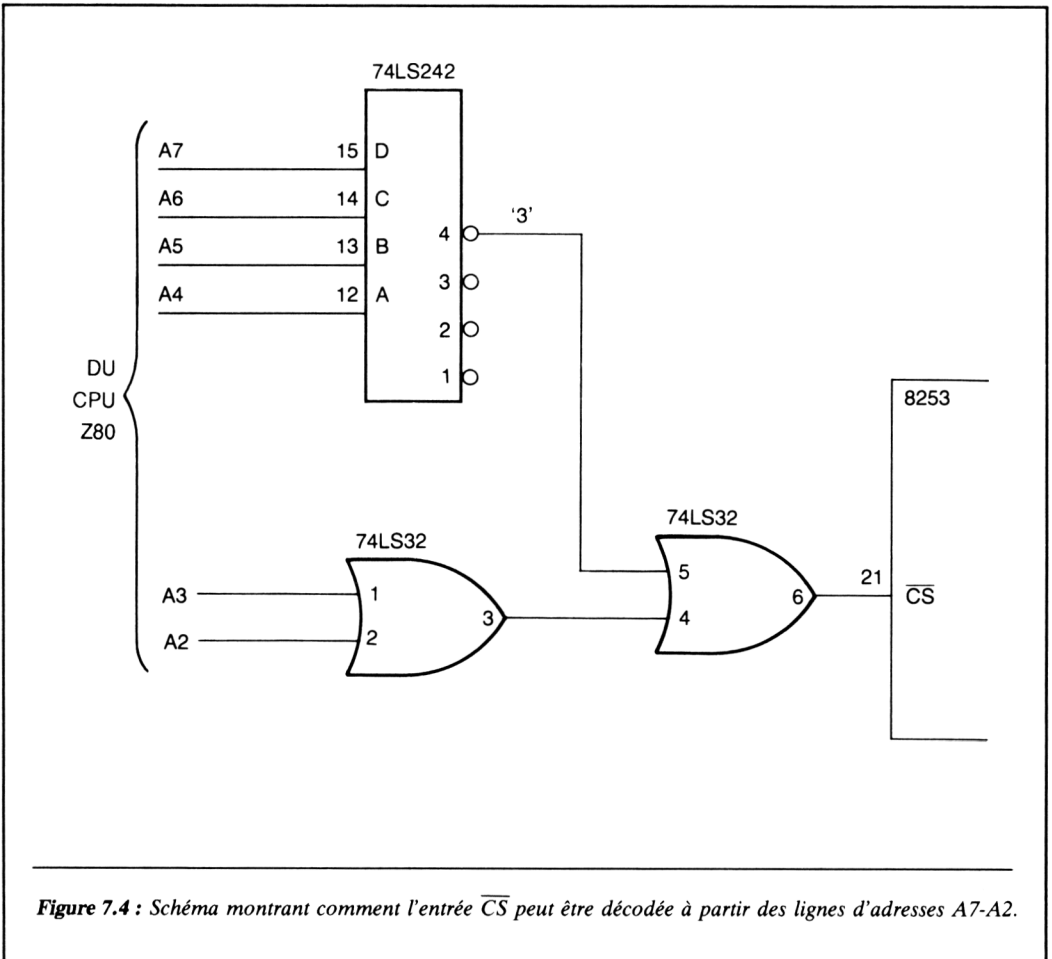 74LS242
A7 15 D
A6 14 C
4 '3'
A5 13 B
3
A4 12 A
2
1
DU
CPU
Z80
8253
74LS32
74LS32
5
21
A3 1
6 C̅S̅
3 4
A2 2
Figure 7.4 : Schéma montrant comment l'entrée C̅S̅ peut être décodée à partir des lignes d'adresses A7-A2.